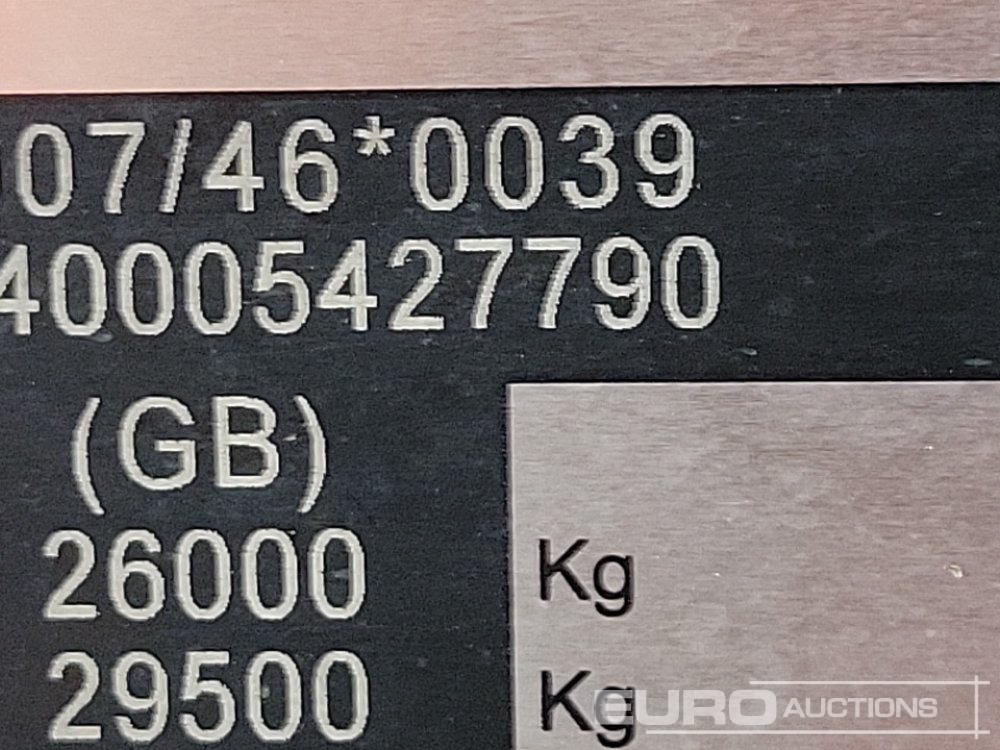 07/46*0039
40005427790
(GB)
26000 Kg
29500 Kg
EURO AUCTIONS